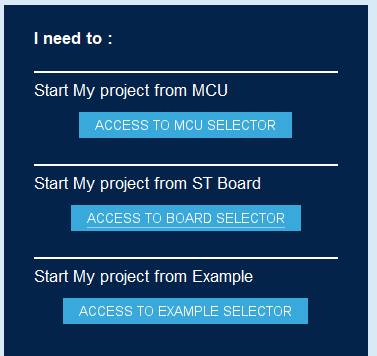 I need to :
Start My project from MCU
ACCESS TO MCU SELECTOR
Start My project from ST Board
ACCESS TO BOARD SELECTOR
Start My project from Example
ACCESS TO EXAMPLE SELECTOR